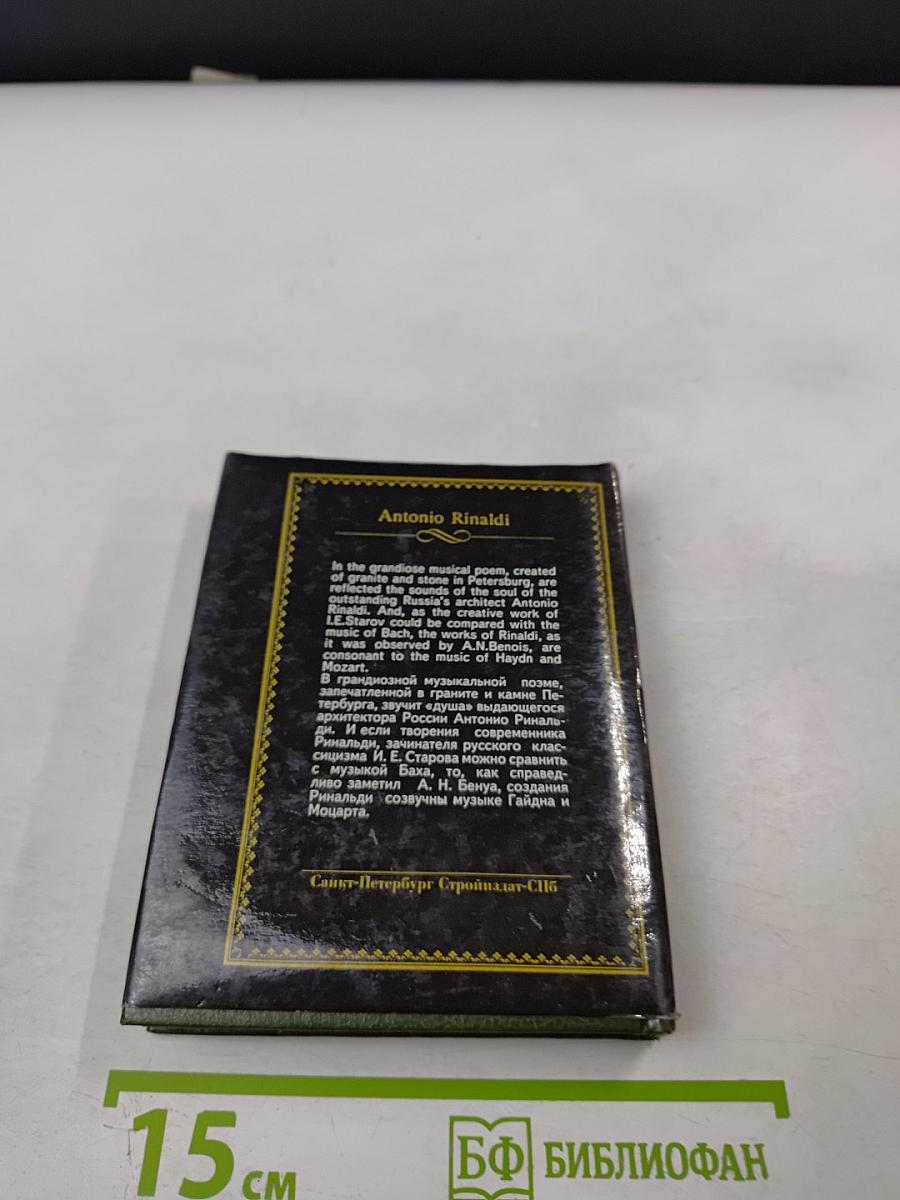 Antonio Rinaldi
In the grandiose musical poem, created
of granite and stone in Petersburg, are
reflected the sounds of the soul of the
outstanding Russia's architect Antonio
Rinaldi. And, as the creative work of
I.E.Starov could be compared with the
music of Bach, the works of Rinaldi, as
it was observed by A.N.Benois, are
consonant to the music of Haydn and
Mozart.
В грандиозной музыкальной поэме,
запечатленной в граните и камне Пе-
тербурга, звучит «душа» выдающегося
архитектора России Антонио Риналь-
ди. И если творения современника
Ринальди, зачинателя русского клас-
сицизма И. Е. Старова можно сравнить
с музыкой Баха, то, как справед-
ливо заметил А. Н. Бенуа, создания
Ринальди созвучны музыке Гайдна и
Моцарта.
Санкт-Петербург Стройиздат-СПб
15 см
БФ БИБЛИОФАН